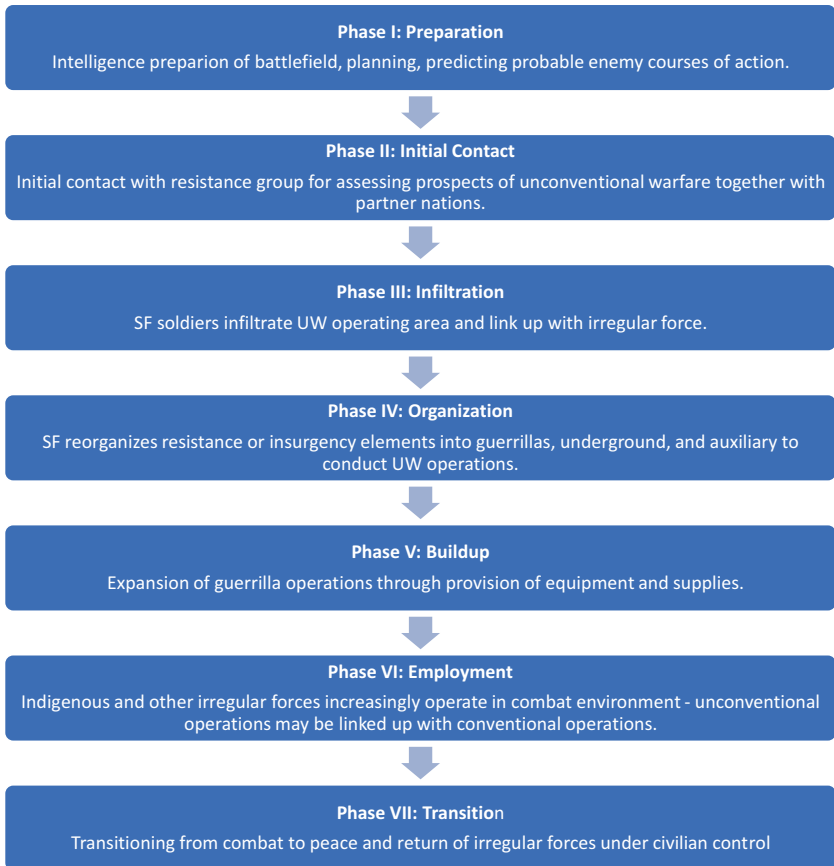 Phase I: Preparation
Intelligence preparion of battlefield, planning, predicting probable enemy courses of action.
Phase II: Initial Contact
Initial contact with resistance group for assessing prospects of unconventional warfare together with
partner nations.
Phase III: Infiltration
SF soldiers infiltrate UW operating area and link up with irregular force.
Phase IV: Organization
SF reorganizes resistance or insurgency elements into guerrillas, underground, and auxiliary to
conduct UW operations.
Phase V: Buildup
Expansion of guerrilla operations through provision of equipment and supplies.
Phase VI: Employment
Indigenous and other irregular forces increasingly operate in combat environment - unconventional
operations may be linked up with conventional operations.
Phase VII: Transition
Transitioning from combat to peace and return of irregular forces under civilian control